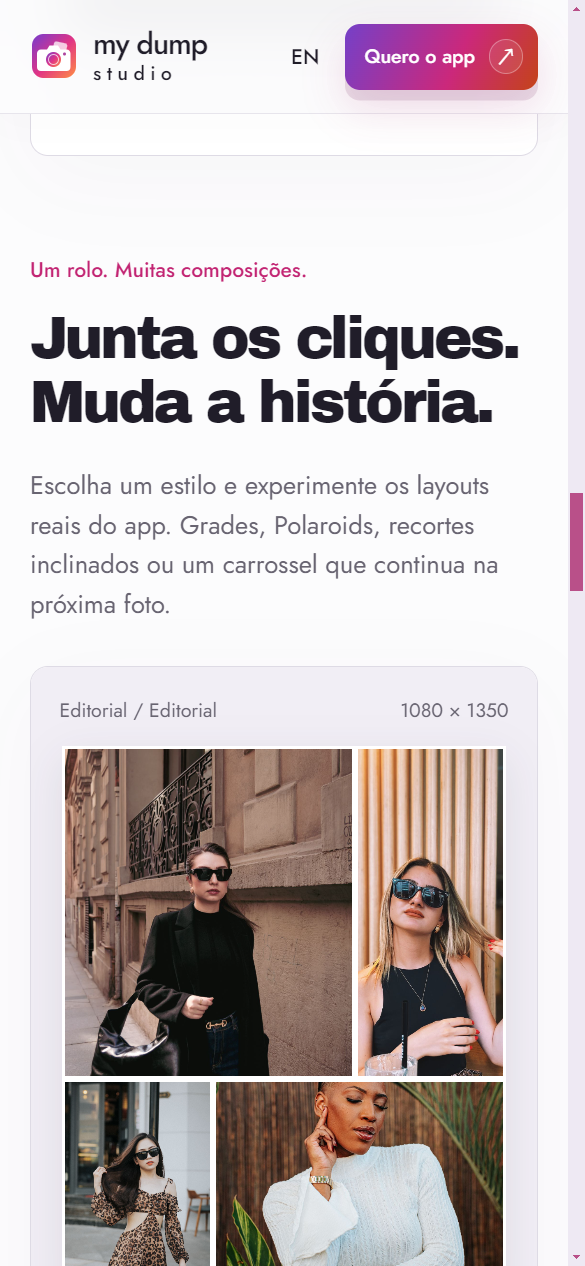 my dump
studio
EN
Quero o app
Um rolo. Muitas composições.
Junta os cliques.
Muda a história.
Escolha um estilo e experimente os layouts
reais do app. Grades, Polaroids, recortes
inclinados ou um carrossel que continua na
próxima foto.
Editorial / Editorial
1080 × 1350